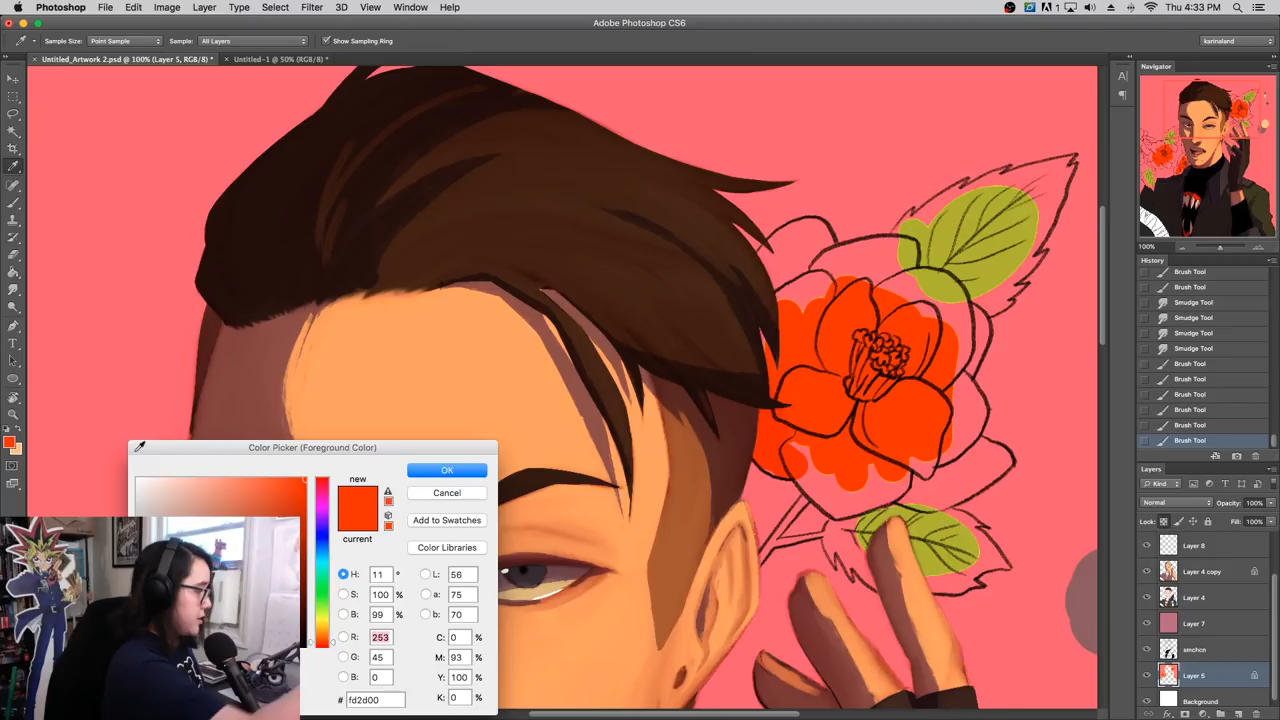 Photoshop File Edit Image Layer Type Select Filter 3D View Window Help
1 Thu 4:33 PM
Adobe Photoshop CS6
Sample Size: Point Sample Sample: All Layers Show Sampling Ring karinaland
Untitled_Artwork 2.psd @ 100% (Layer 5, RGB/8) * Untitled-1 @ 50% (RGB/8) *
Navigator
100%
History
Brush Tool
Brush Tool
Smudge Tool
Smudge Tool
Smudge Tool
Smudge Tool
Brush Tool
Brush Tool
Brush Tool
Brush Tool
Brush Tool
Brush Tool
Layers
Kind
Normal Opacity: 100%
Lock: Fill: 100%
Layer 8
Layer 4 copy
Layer 4
Layer 7
smchcn
Layer 5
Background
Color Picker (Foreground Color)
new
current
OK
Cancel
Add to Swatches
Color Libraries
H: 11 ° L: 56
S: 100 % a: 75
B: 99 % b: 70
R: 253 C: 0 %
G: 45 M: 93 %
B: 0 Y: 100 %
# fd2d00 K: 0 %